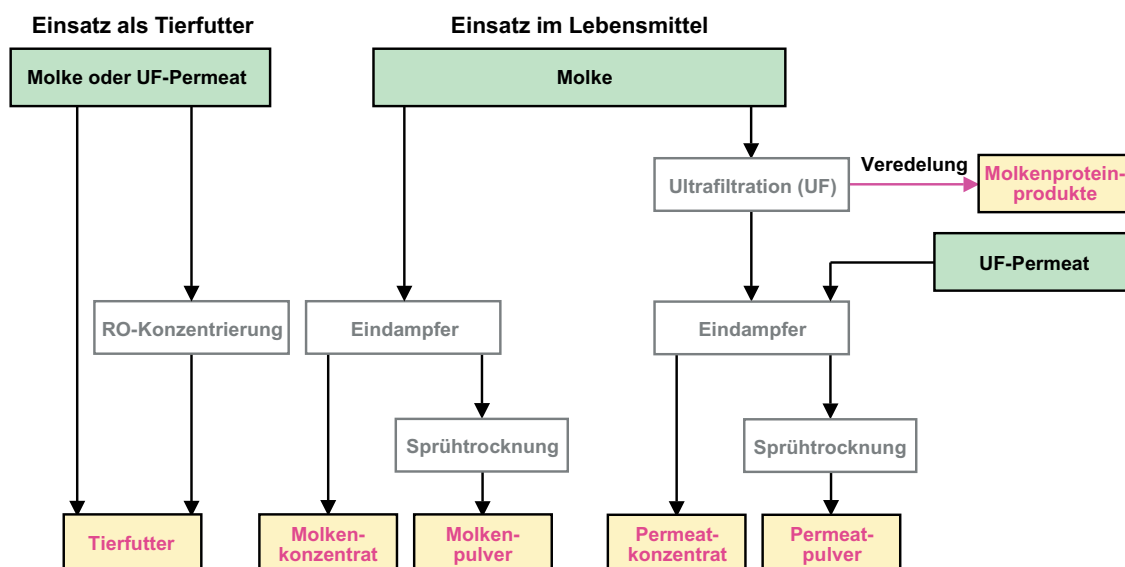 Einsatz als Tierfutter
Einsatz im Lebensmittel
Molke oder UF-Permeat
Molke
Ultrafiltration (UF)
Veredelung
Molkenprotein-
produkte
UF-Permeat
RO-Konzentrierung
Eindampfer
Eindampfer
Sprühtrocknung
Sprühtrocknung
Tierfutter
Molken-
konzentrat
Molken-
pulver
Permeat-
konzentrat
Permeat-
pulver